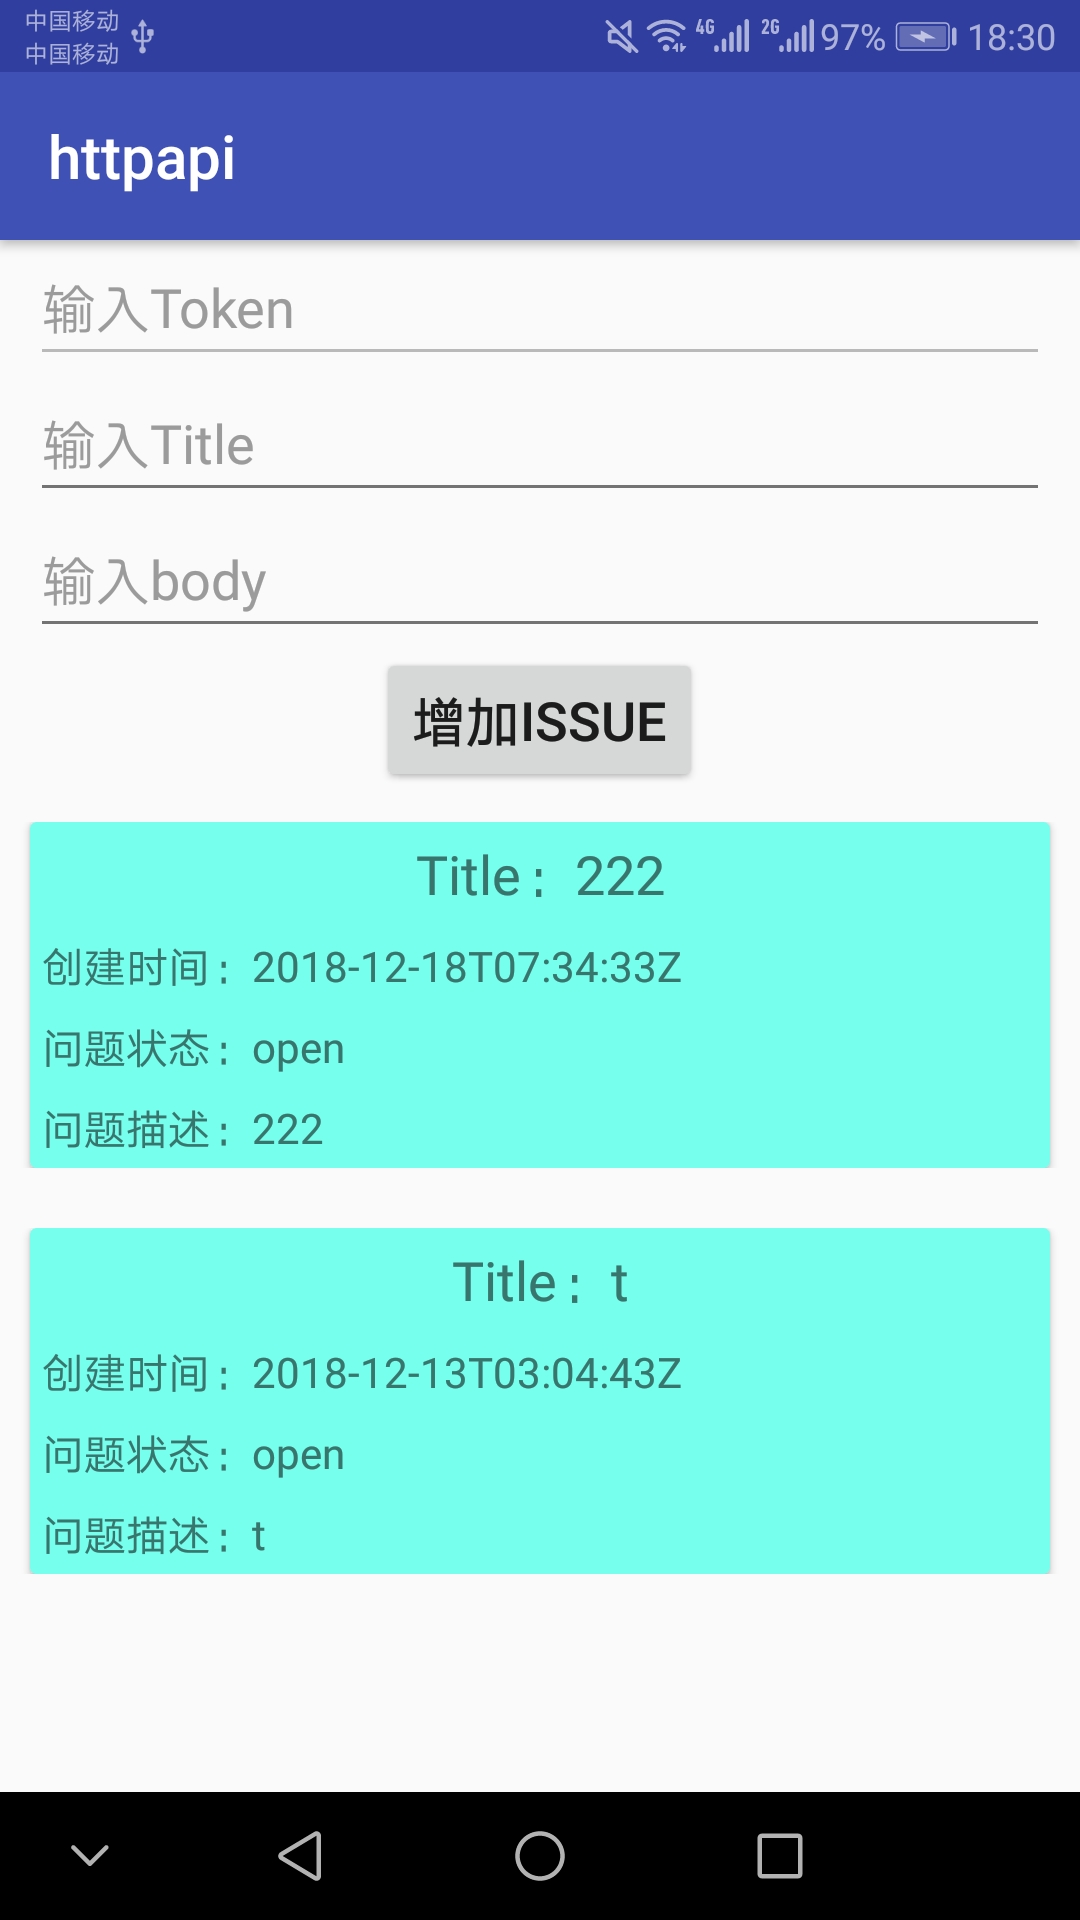 中国移动
中国移动
4G 2G 97% 18:30
httpapi
输入Token
输入Title
输入body
增加ISSUE
Title：222
创建时间：2018-12-18T07:34:33Z
问题状态：open
问题描述：222
Title：t
创建时间：2018-12-13T03:04:43Z
问题状态：open
问题描述：t